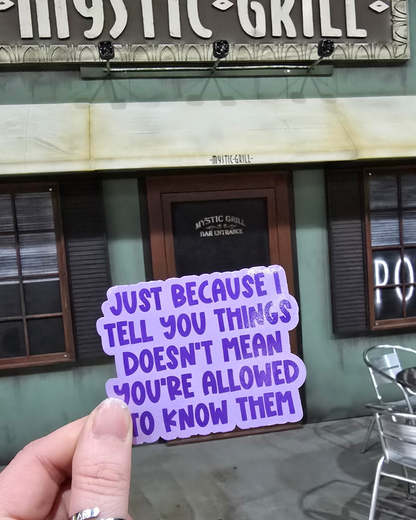 MYSTIC GRILL
-MYSTIC-GRILL-
MYSTIC GRILL
BAR ENTRANCE
JUST BECAUSE I
TELL YOU THINGS
DOESN'T MEAN
YOU'RE ALLOWED
TO KNOW THEM